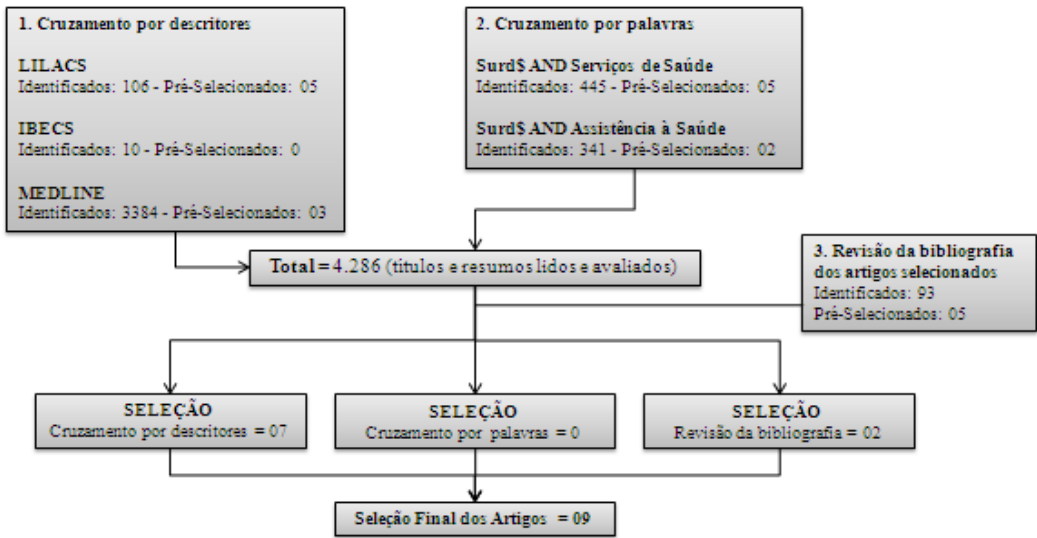 1. Cruzamento por descritores
LILACS
Identificados: 106 - Pré-Selecionados: 05
IBECS
Identificados: 10 - Pré-Selecionados: 0
MEDLINE
Identificados: 3384 - Pré-Selecionados: 03
2. Cruzamento por palavras
Surd$ AND Serviços de Saúde
Identificados: 445 - Pré-Selecionados: 05
Surd$ AND Assistência à Saúde
Identificados: 341 - Pré-Selecionados: 02
Total = 4.286 (títulos e resumos lidos e avaliados)
3. Revisão da bibliografia
dos artigos selecionados
Identificados: 93
Pré-Selecionados: 05
SELEÇÃO
Cruzamento por descritores = 07
SELEÇÃO
Cruzamento por palavras = 0
SELEÇÃO
Revisão da bibliografia = 02
Seleção Final dos Artigos = 09